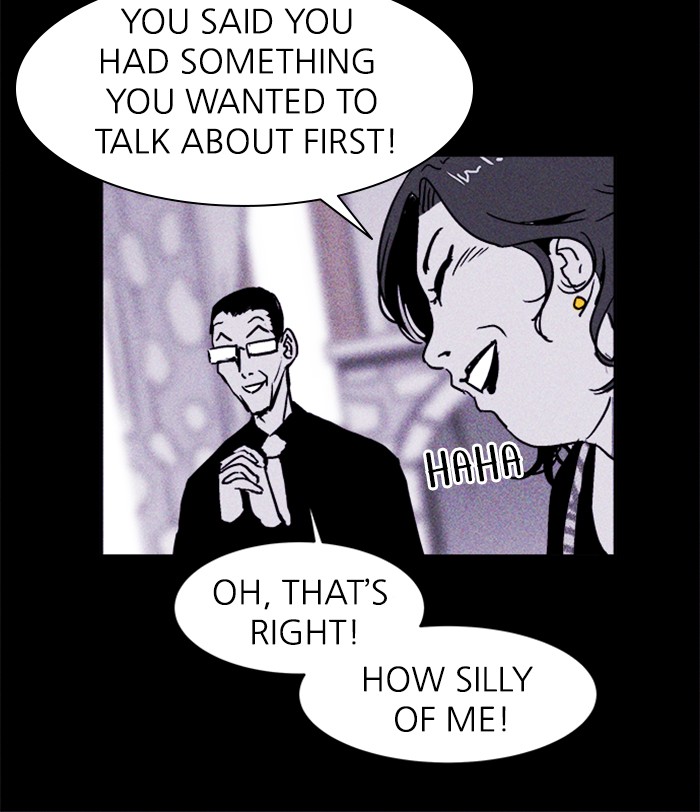 YOU SAID YOU
HAD SOMETHING
YOU WANTED TO
TALK ABOUT FIRST!
HAHA
OH, THAT'S
RIGHT!
HOW SILLY
OF ME!